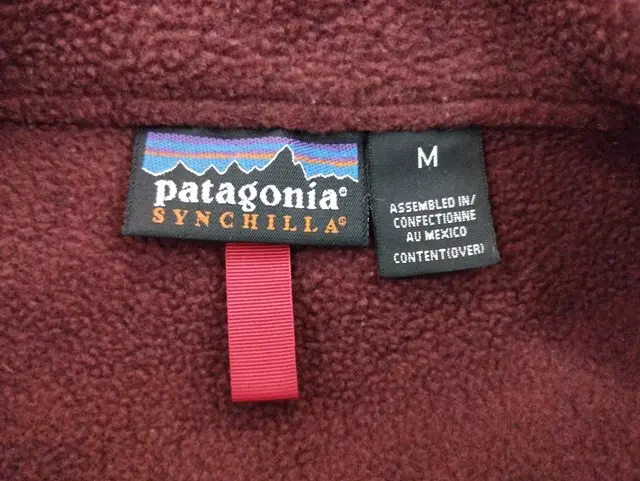 patagonia®
SYNCHILLA®
M
ASSEMBLED IN/
CONFECTIONNE
AU MEXICO
CONTENT(OVER)